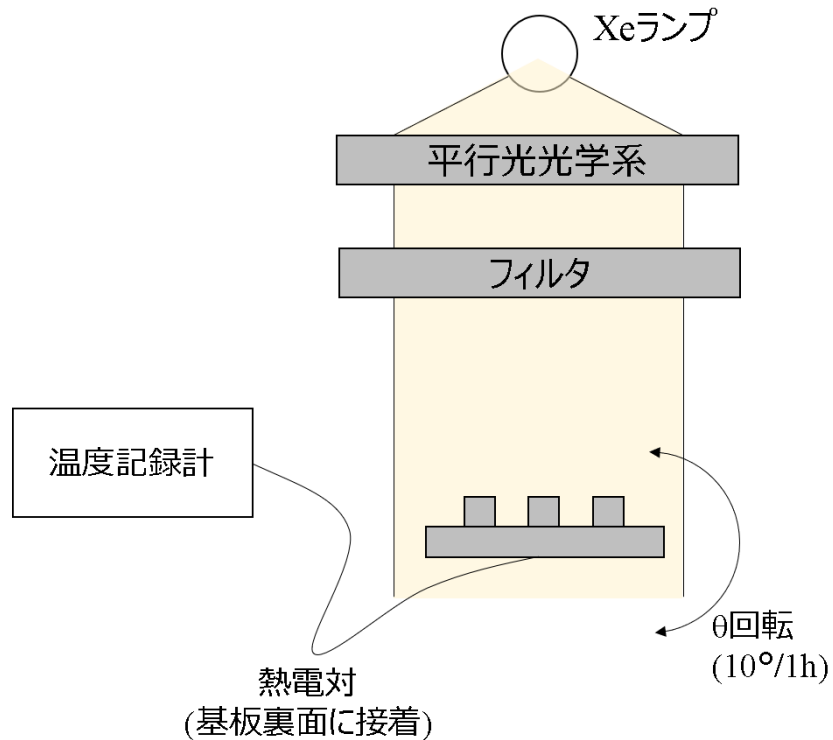 Xeランプ
平行光光学系
フィルタ
温度記録計
θ回転
(10°/1h)
熱電対
(基板裏面に接着)